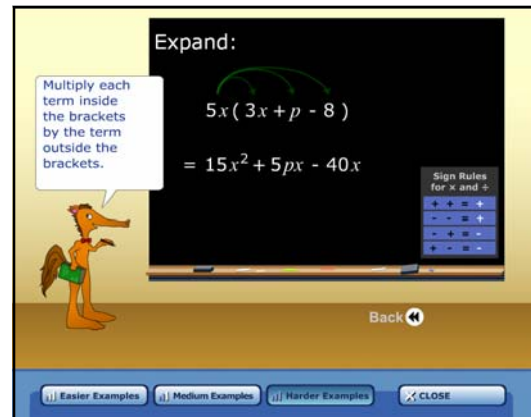 Expand:
Multiply each
term inside
the brackets
by the term
outside the
brackets.
5x ( 3x + p - 8 )
= 15x² + 5px - 40x
Sign Rules
for × and ÷
+ + = +
- - = +
- + = -
+ - = -
Back
Easier Examples
Medium Examples
Harder Examples
CLOSE